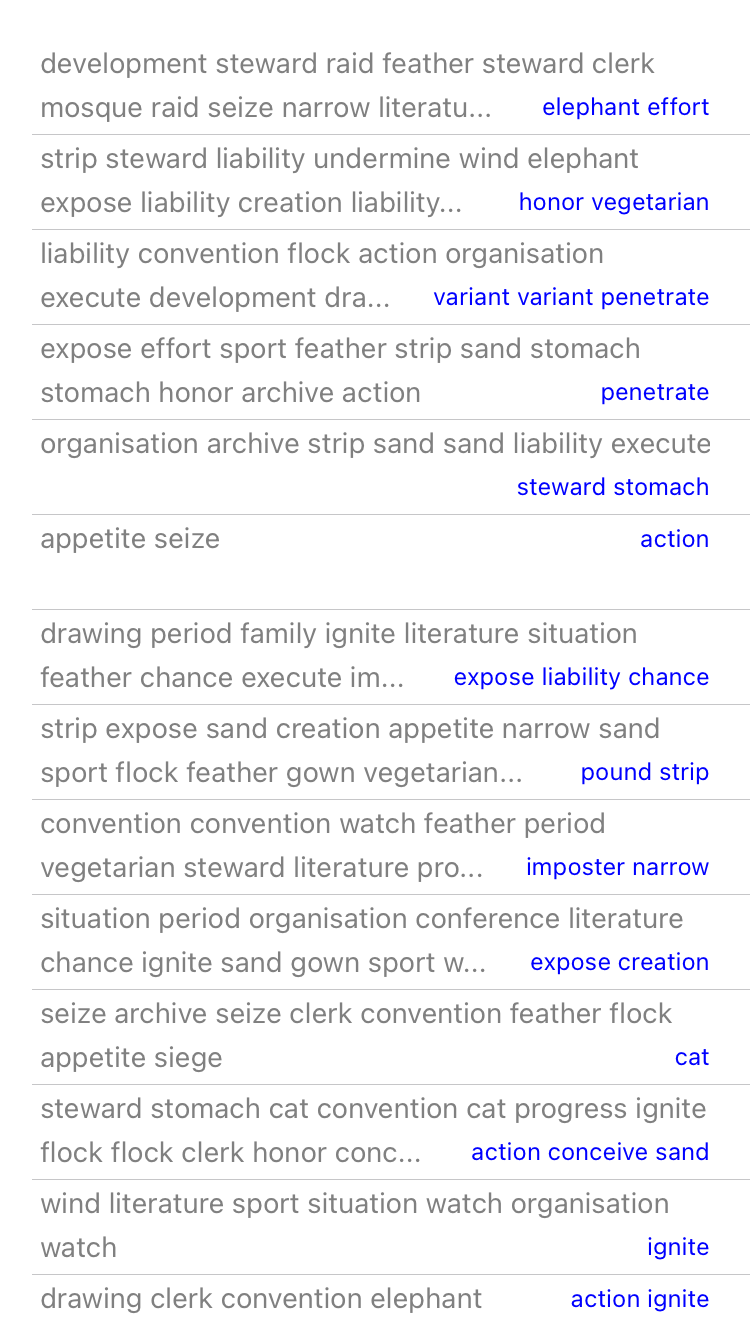 development steward raid feather steward clerk
mosque raid seize narrow literatu... elephant effort
strip steward liability undermine wind elephant
expose liability creation liability... honor vegetarian
liability convention flock action organisation
execute development dra... variant variant penetrate
expose effort sport feather strip sand stomach
stomach honor archive action penetrate
organisation archive strip sand sand liability execute
steward stomach
appetite seize action
drawing period family ignite literature situation
feather chance execute im... expose liability chance
strip expose sand creation appetite narrow sand
sport flock feather gown vegetarian... pound strip
convention convention watch feather period
vegetarian steward literature pro... imposter narrow
situation period organisation conference literature
chance ignite sand gown sport w... expose creation
seize archive seize clerk convention feather flock
appetite siege cat
steward stomach cat convention cat progress ignite
flock flock clerk honor conc... action conceive sand
wind literature sport situation watch organisation
watch ignite
drawing clerk convention elephant action ignite